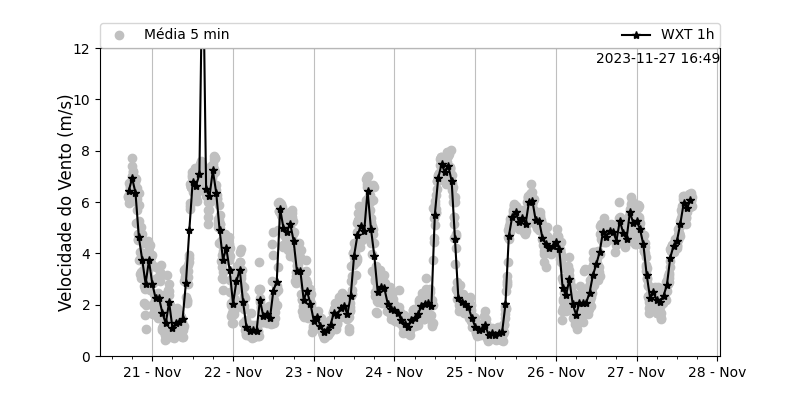 Média 5 min
WXT 1h
2023-11-27 16:49
Velocidade do Vento (m/s)
12
10
8
6
4
2
0
21 - Nov
22 - Nov
23 - Nov
24 - Nov
25 - Nov
26 - Nov
27 - Nov
28 - Nov